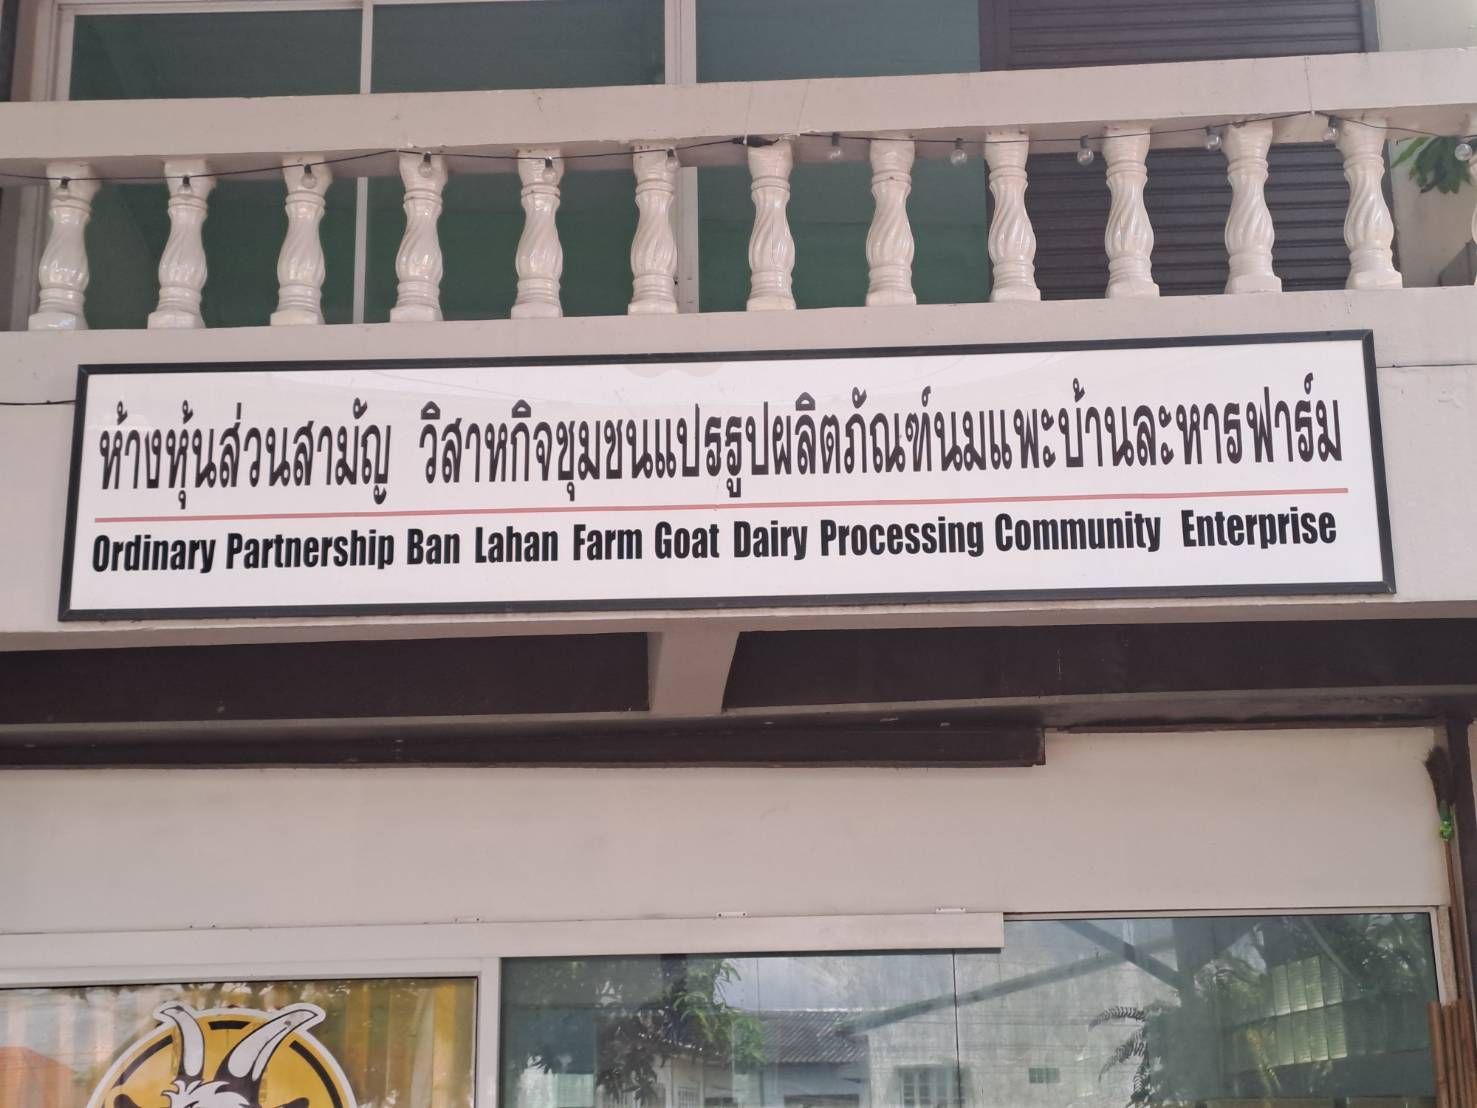 ห้างหุ้นส่วนสามัญ วิสาหกิจชุมชนแปรรูปผลิตภัณฑ์นมแพะบ้านละหารฟาร์ม
Ordinary Partnership Ban Lahan Farm Goat Dairy Processing Community Enterprise